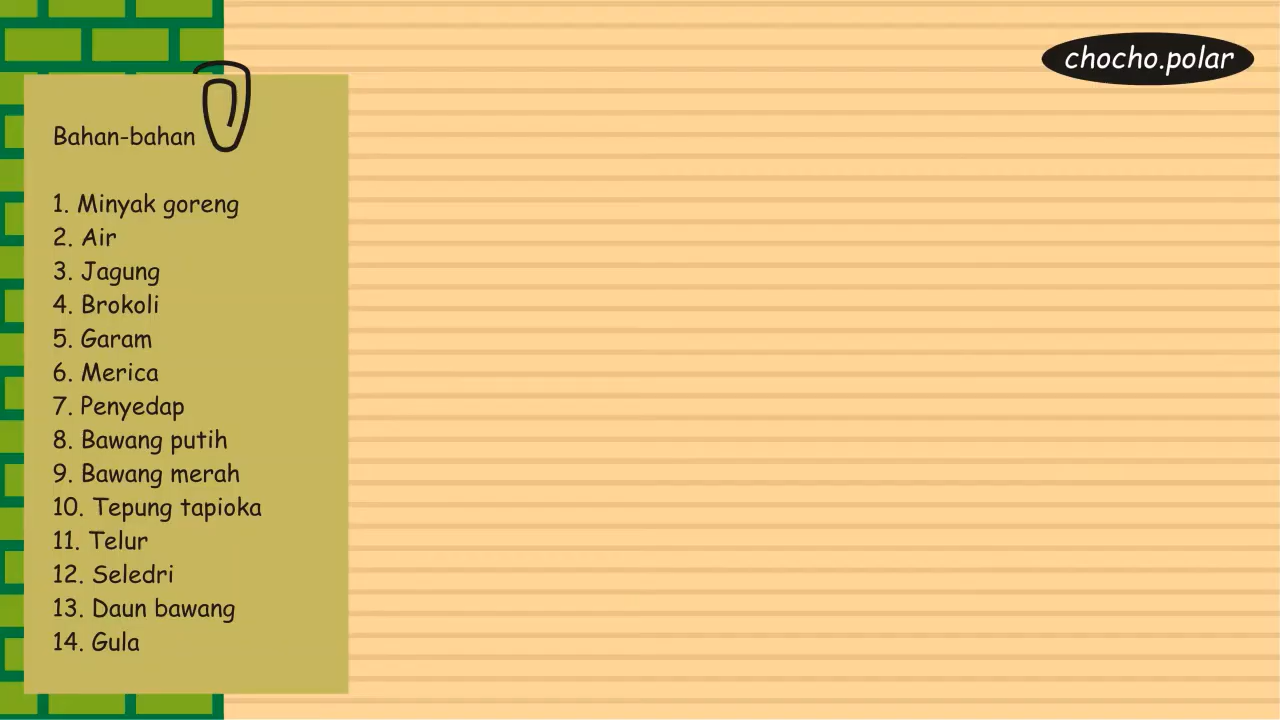 chocho.polar
Bahan-bahan
1. Minyak goreng
2. Air
3. Jagung
4. Brokoli
5. Garam
6. Merica
7. Penyedap
8. Bawang putih
9. Bawang merah
10. Tepung tapioka
11. Telur
12. Seledri
13. Daun bawang
14. Gula